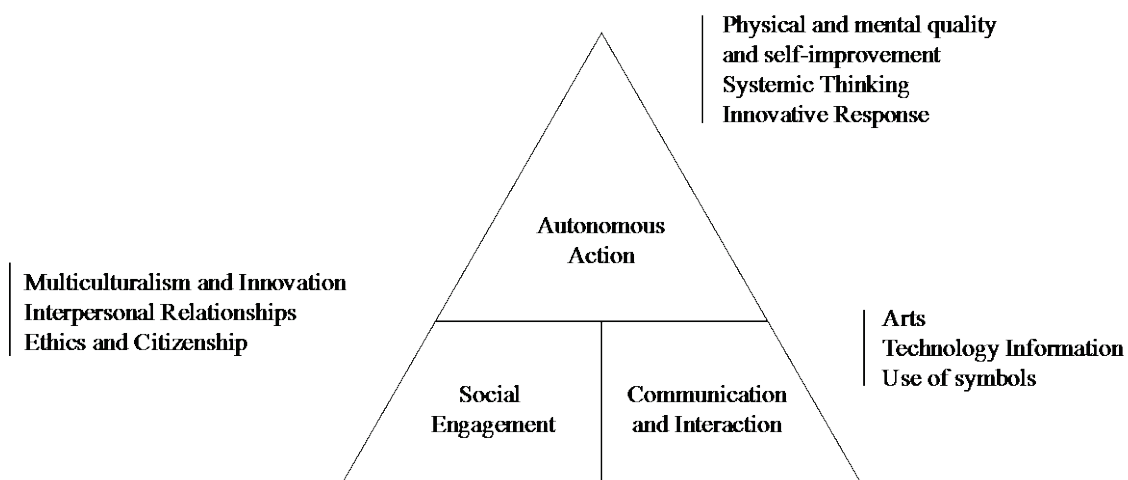 Physical and mental quality
and self-improvement
Systemic Thinking
Innovative Response
Autonomous
Action
Multiculturalism and Innovation
Interpersonal Relationships
Ethics and Citizenship
Arts
Technology Information
Use of symbols
Social
Engagement
Communication
and Interaction